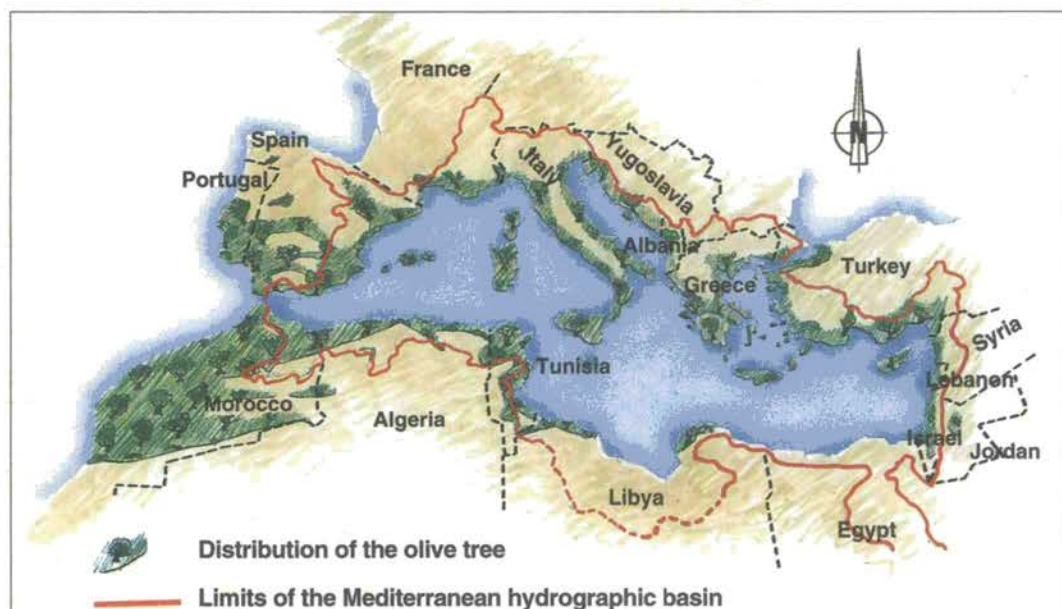 France
N
Spain
Portugal
Italy
Yugoslavia
Albania
Greece
Turkey
Syria
Tunisia
Lebanon
Morocco
Algeria
Israel
Jordan
Libya
Egypt
Distribution of the olive tree
Limits of the Mediterranean hydrographic basin